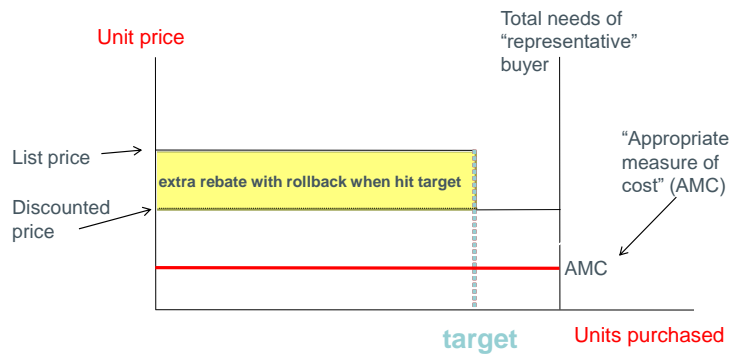 Total needs of
“representative”
buyer
Unit price
List price
“Appropriate
measure of
cost” (AMC)
extra rebate with rollback when hit target
Discounted
price
AMC
target
Units purchased